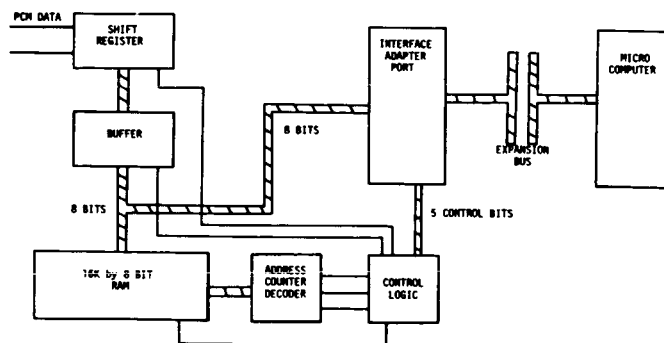 PCM DATA
SHIFT
REGISTER
INTERFACE
ADAPTER
PORT
MICRO
COMPUTER
BUFFER
8 BITS
EXPANSION
BUS
8 BITS
5 CONTROL BITS
16K by 8 BIT
RAM
ADDRESS
COUNTER
DECODER
CONTROL
LOGIC